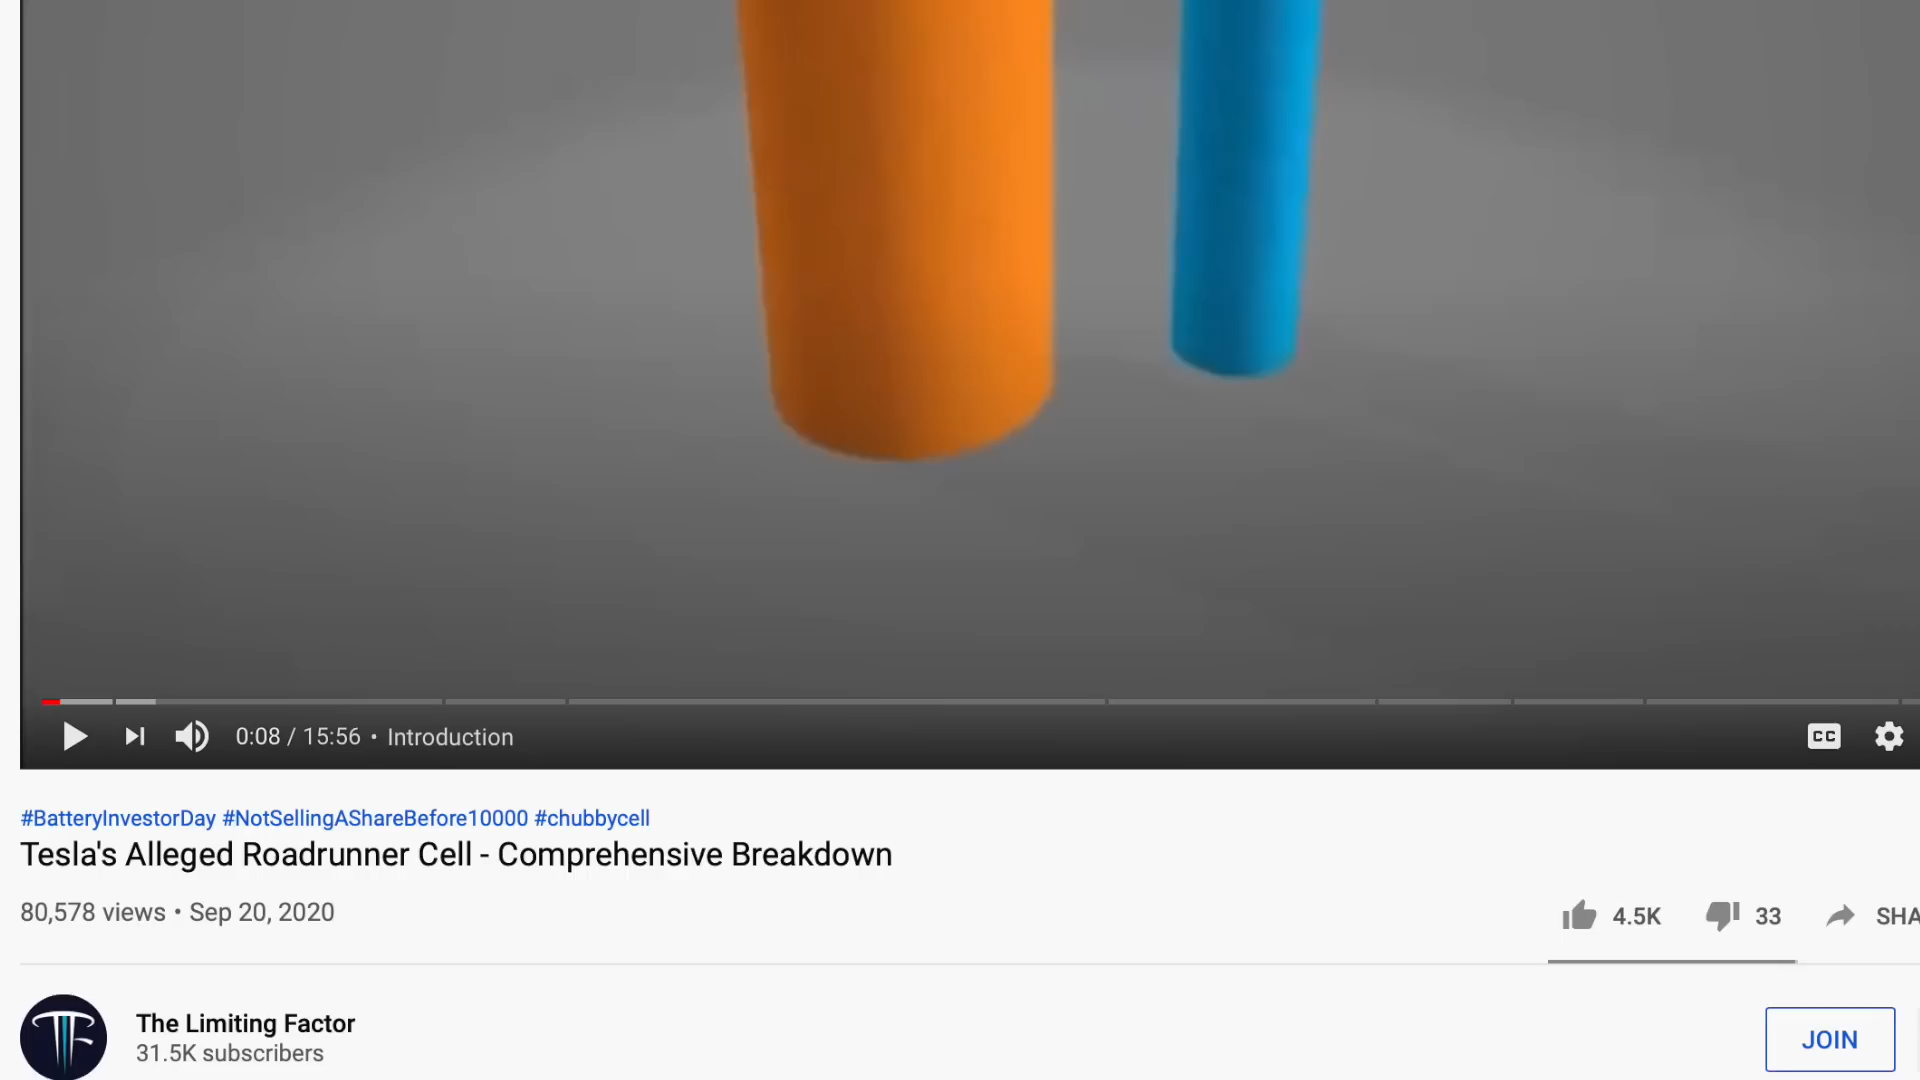 0:08 / 15:56 • Introduction
CC
#BatteryInvestorDay #NotSellingAShareBefore10000 #chubbycell
Tesla's Alleged Roadrunner Cell - Comprehensive Breakdown
80,578 views • Sep 20, 2020
4.5K 33 SHA
The Limiting Factor
31.5K subscribers
JOIN